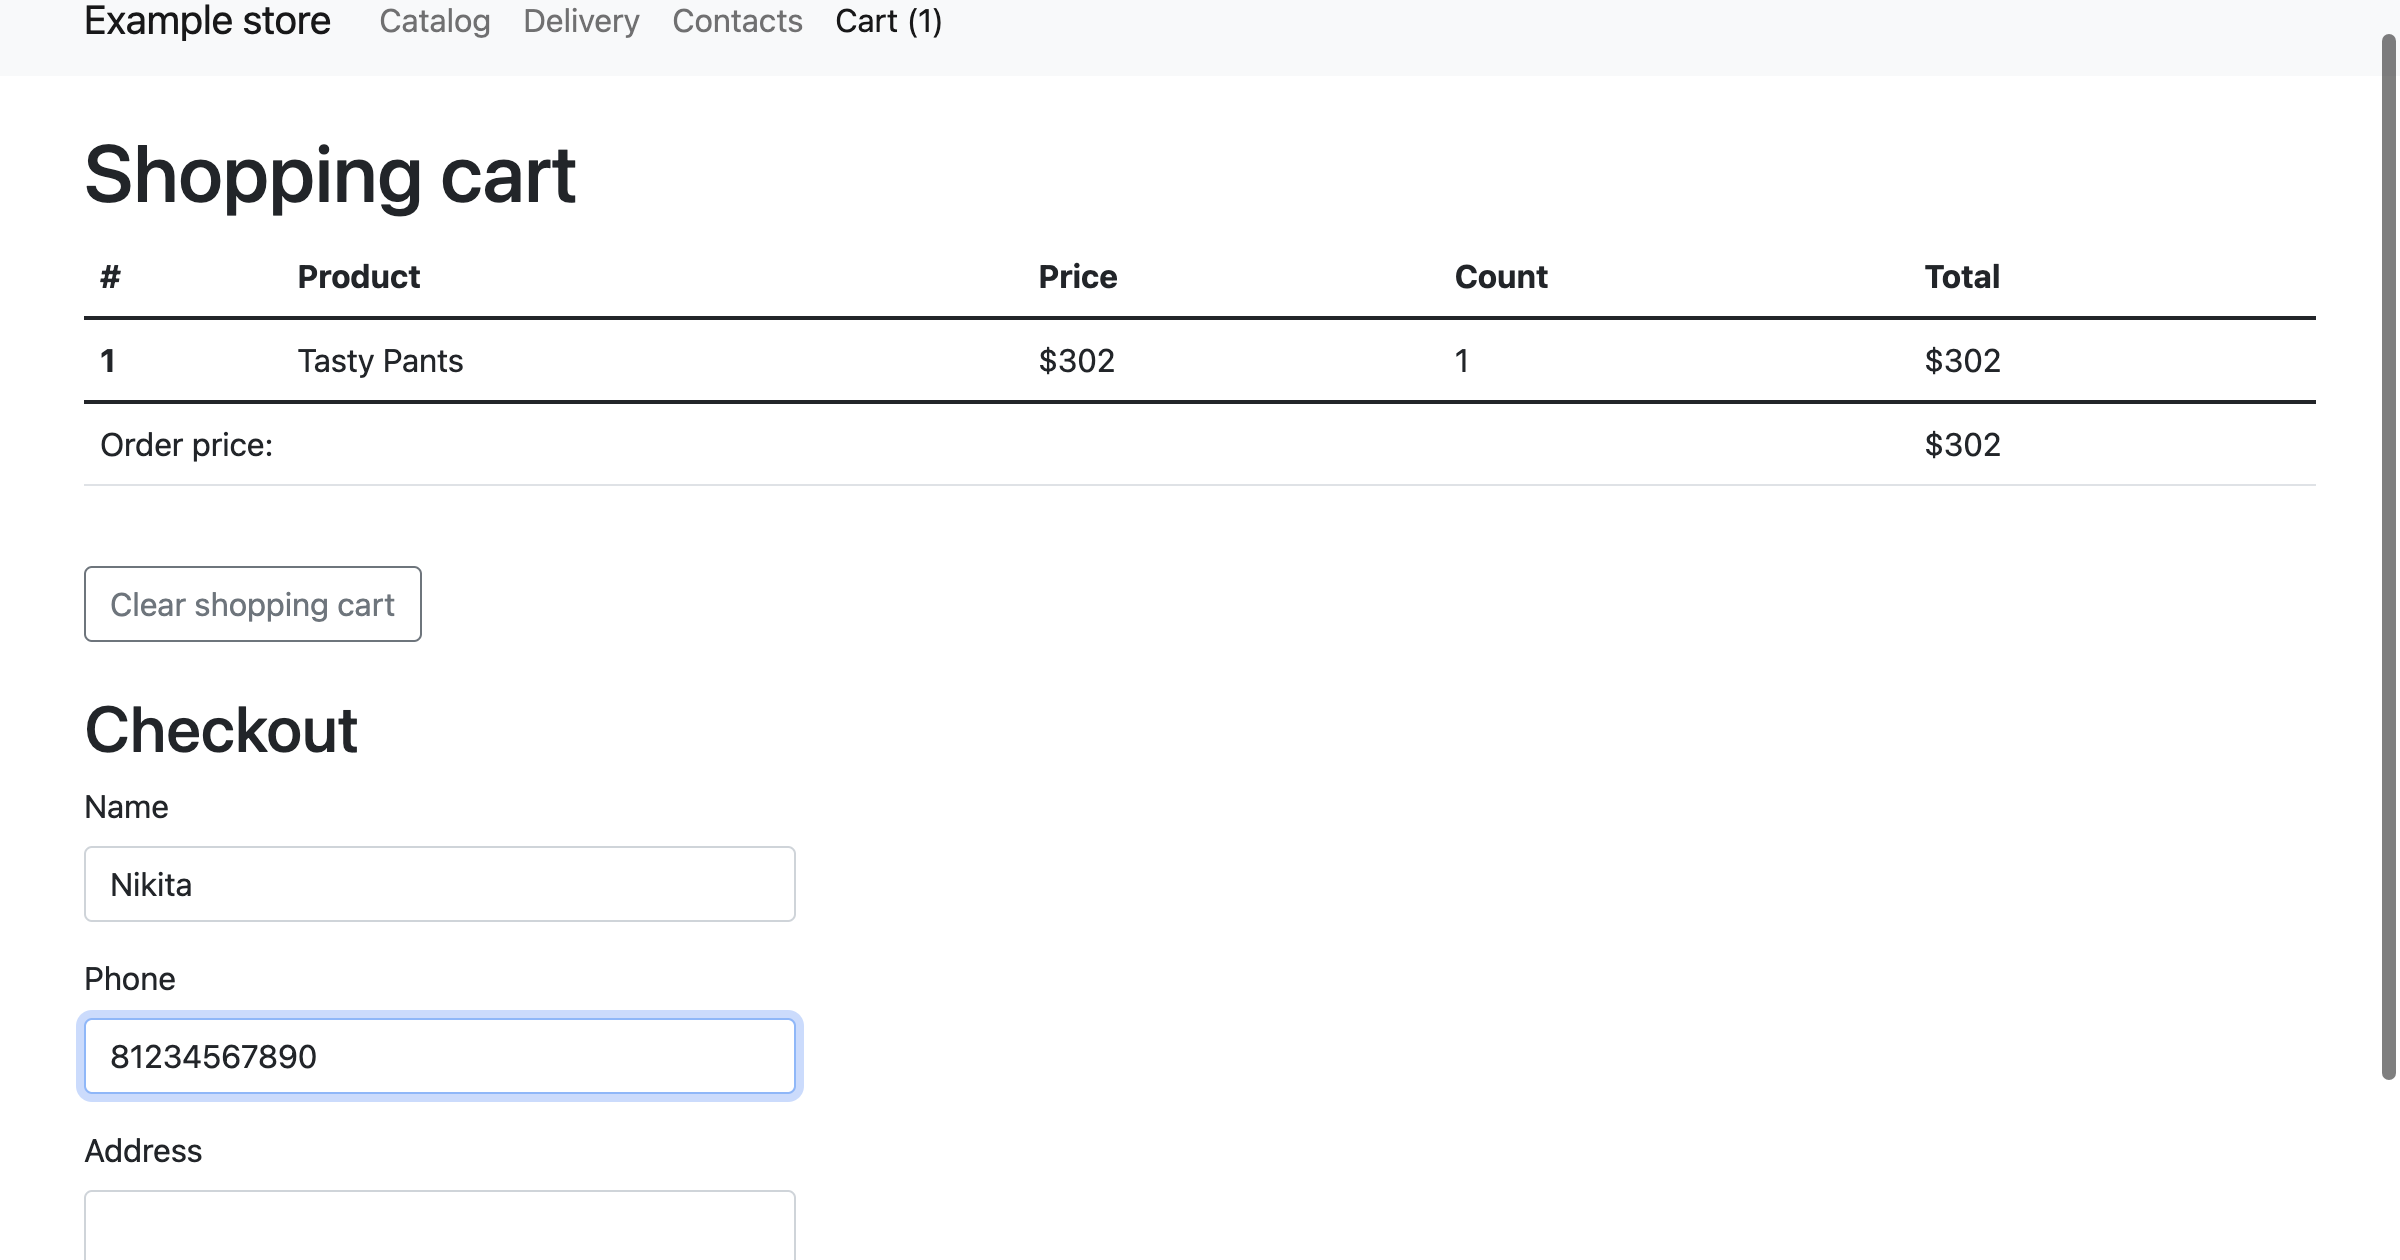 Example store Catalog Delivery Contacts Cart (1)
Shopping cart
# Product Price Count Total
1 Tasty Pants $302 1 $302
Order price: $302
Clear shopping cart
Checkout
Name
Nikita
Phone
81234567890
Address